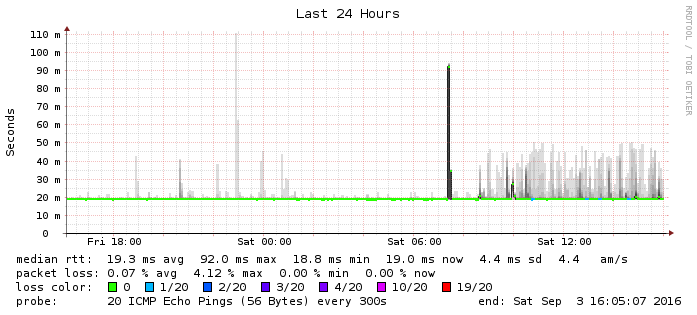 Last 24 Hours
RRDTOOL / TOBI OETIKER
Seconds
110 m
100 m
90 m
80 m
70 m
60 m
50 m
40 m
30 m
20 m
10 m
0
Fri 18:00 Sat 00:00 Sat 06:00 Sat 12:00
median rtt: 19.3 ms avg 92.0 ms max 18.8 ms min 19.0 ms now 4.4 ms sd 4.4 am/s
packet loss: 0.07 % avg 4.12 % max 0.00 % min 0.00 % now
loss color: 0 1/20 2/20 3/20 4/20 10/20 19/20
probe: 20 ICMP Echo Pings (56 Bytes) every 300s end: Sat Sep 3 16:05:07 2016